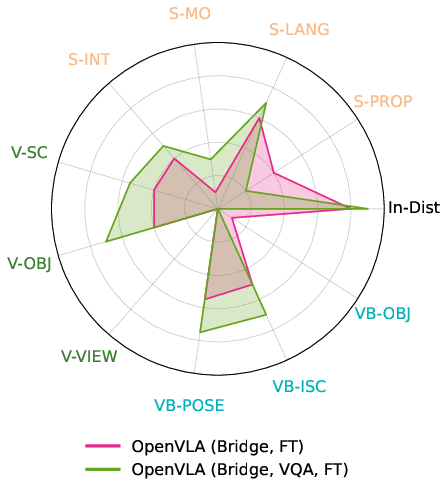 S-MO
S-LANG
S-INT
S-PROP
V-SC
In-Dist
V-OBJ
VB-OBJ
V-VIEW
VB-ISC
VB-POSE
OpenVLA (Bridge, FT)
OpenVLA (Bridge, VQA, FT)